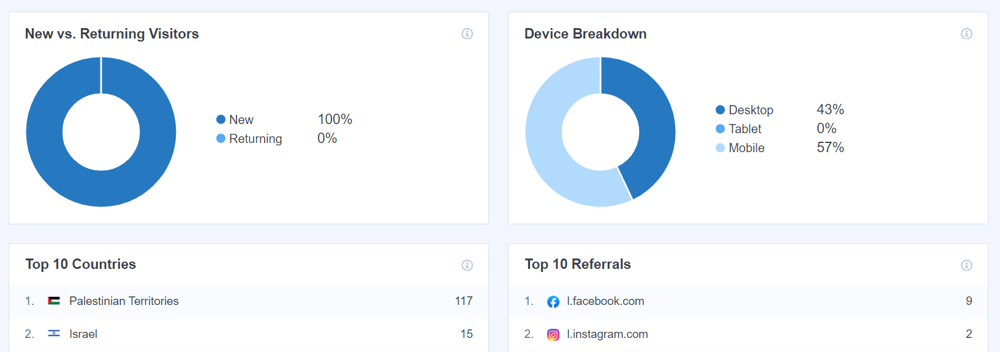 New vs. Returning Visitors
New 100%
Returning 0%
Device Breakdown
Desktop 43%
Tablet 0%
Mobile 57%
Top 10 Countries
1. Palestinian Territories 117
2. Israel 15
Top 10 Referrals
1. l.facebook.com 9
2. l.instagram.com 2